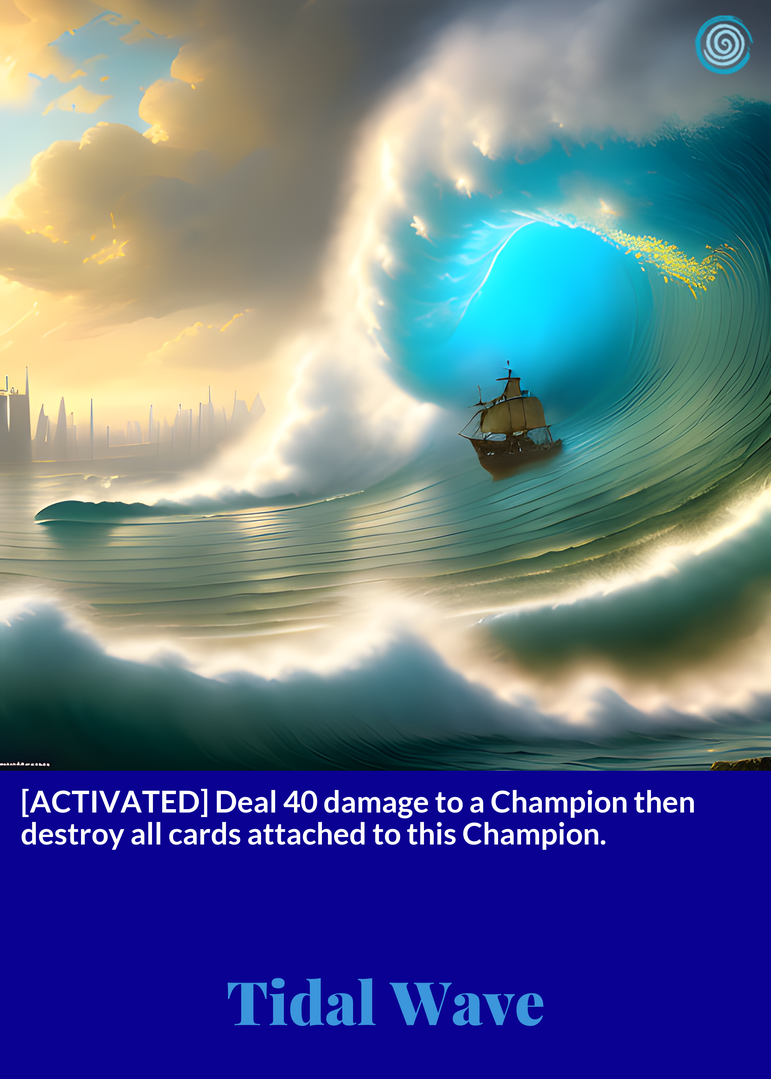 [ACTIVATED] Deal 40 damage to a Champion then
destroy all cards attached to this Champion.
Tidal Wave